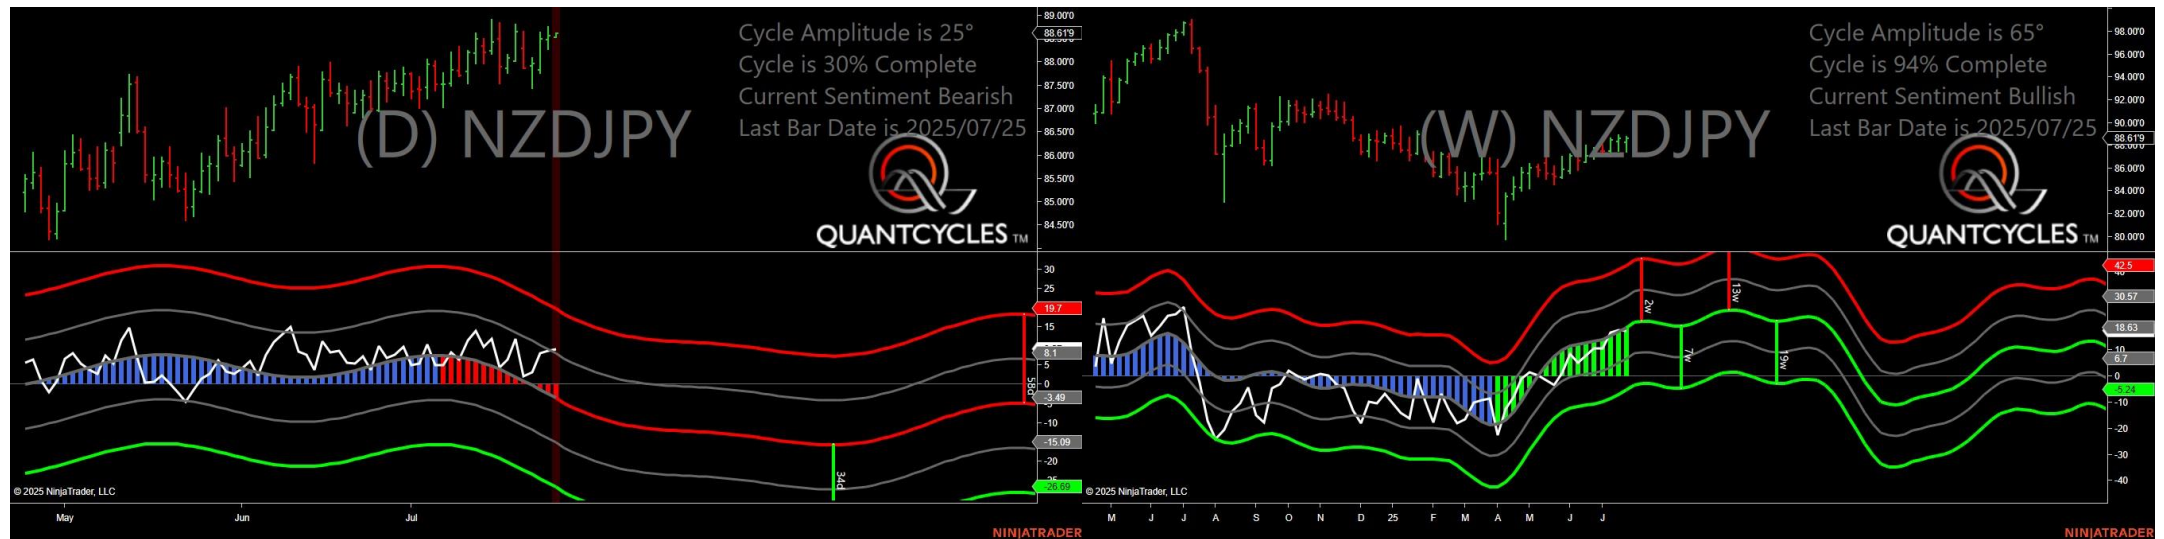 Cycle Amplitude is 25°
Cycle is 30% Complete
Current Sentiment Bearish
Last Bar Date is 2025/07/25
(D) NZDJPY
QUANTCYCLES TM
89.00'0
88.61'9
88.00'0
87.50'0
87.00'0
86.50'0
86.00'0
85.50'0
85.00'0
84.50'0
30
25
19.7
15
8.1
5
0
-3.49
-10
-15.09
-20
-26.69
58d
34d
© 2025 NinjaTrader, LLC
May Jun Jul
NINJATRADER
Cycle Amplitude is 65°
Cycle is 94% Complete
Current Sentiment Bullish
Last Bar Date is 2025/07/25
(W) NZDJPY
QUANTCYCLES TM
98.00'0
96.00'0
94.00'0
92.00'0
90.00'0
88.61'9
88.00'0
86.00'0
84.00'0
82.00'0
80.00'0
42.5
40
30.57
18.63
10
6.7
0
-5.24
-10
-20
-30
-40
2w
13w
7w
19w
© 2025 NinjaTrader, LLC
M J J A S O N D 25 F M A M J J
NINJATRADER